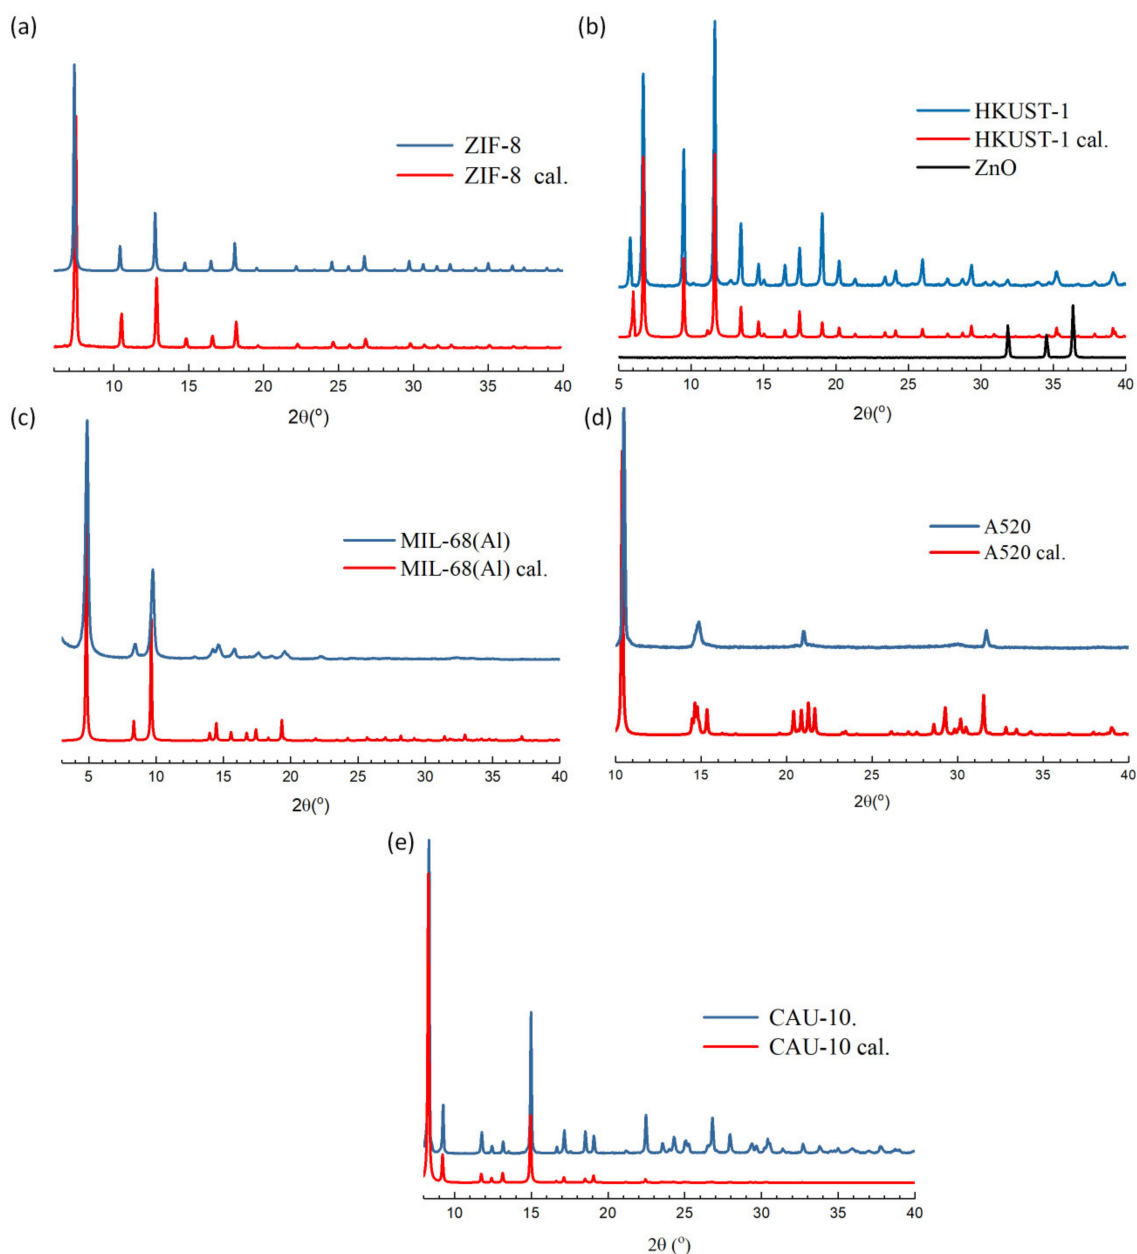 (a)
ZIF-8
ZIF-8 cal.
10 15 20 25 30 35 40
2θ(°)
(b)
HKUST-1
HKUST-1 cal.
ZnO
5 10 15 20 25 30 35 40
2θ(°)
(c)
MIL-68(Al)
MIL-68(Al) cal.
5 10 15 20 25 30 35 40
2θ(°)
(d)
A520
A520 cal.
10 15 20 25 30 35 40
2θ(°)
(e)
CAU-10.
CAU-10 cal.
10 15 20 25 30 35 40
2θ (°)